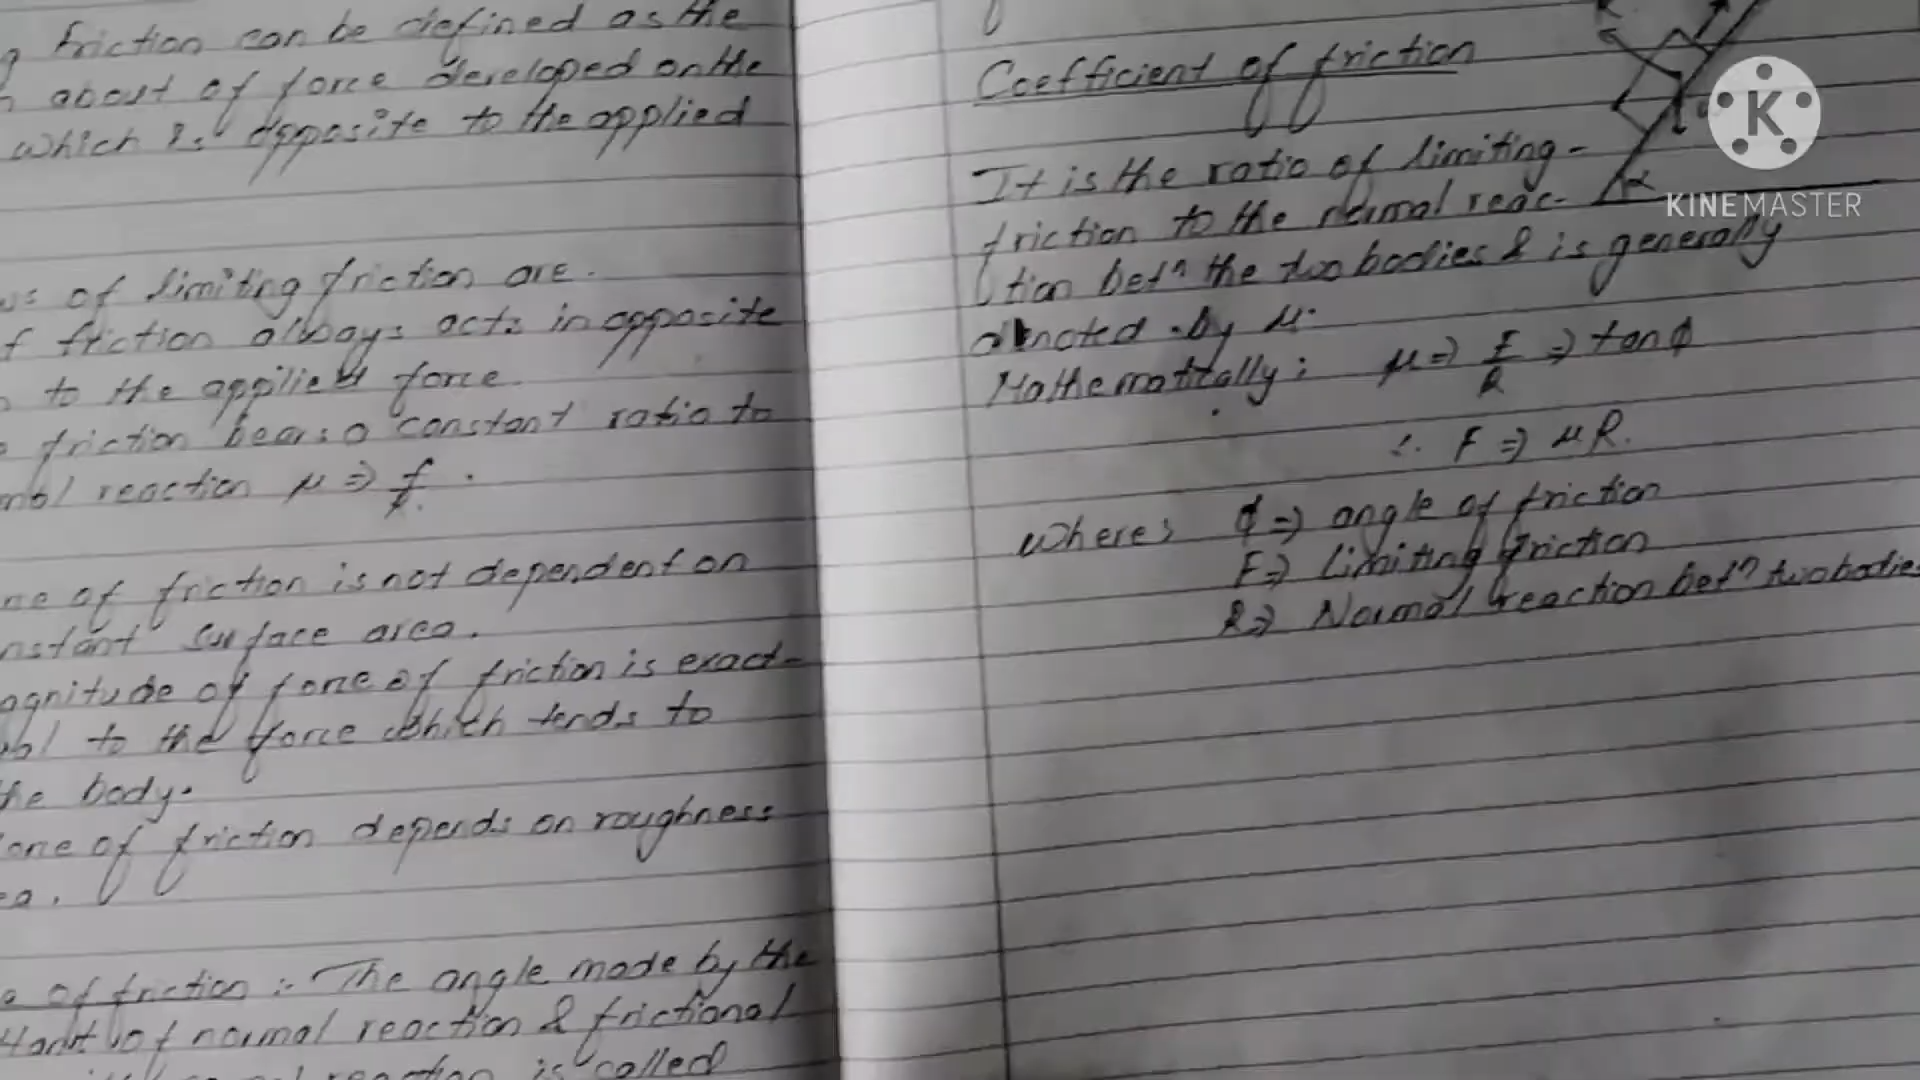 friction can be defined as the
about of force developed on the
which is opposite to the applied
of limiting friction are.
friction always acts in opposite
to the applied force.
friction bears a constant ratio to
reaction μ => f/R.
of friction is not dependent on
surface area.
of force of friction is exact-
to the force which tends to
the body.
of friction depends on roughness
of friction :- The angle made by the
of normal reaction & frictional
reaction is called
Coefficient of friction
It is the ratio of limiting -
friction to the normal reac-
tion betn the two bodies & is generally
denoted by μ.
Mathematically : μ => F/R => tan ϕ
∴ F => μR.
Where; ϕ => angle of friction
F => Limiting friction
R => Normal reaction betn two bodies
α
K
KINEMASTER